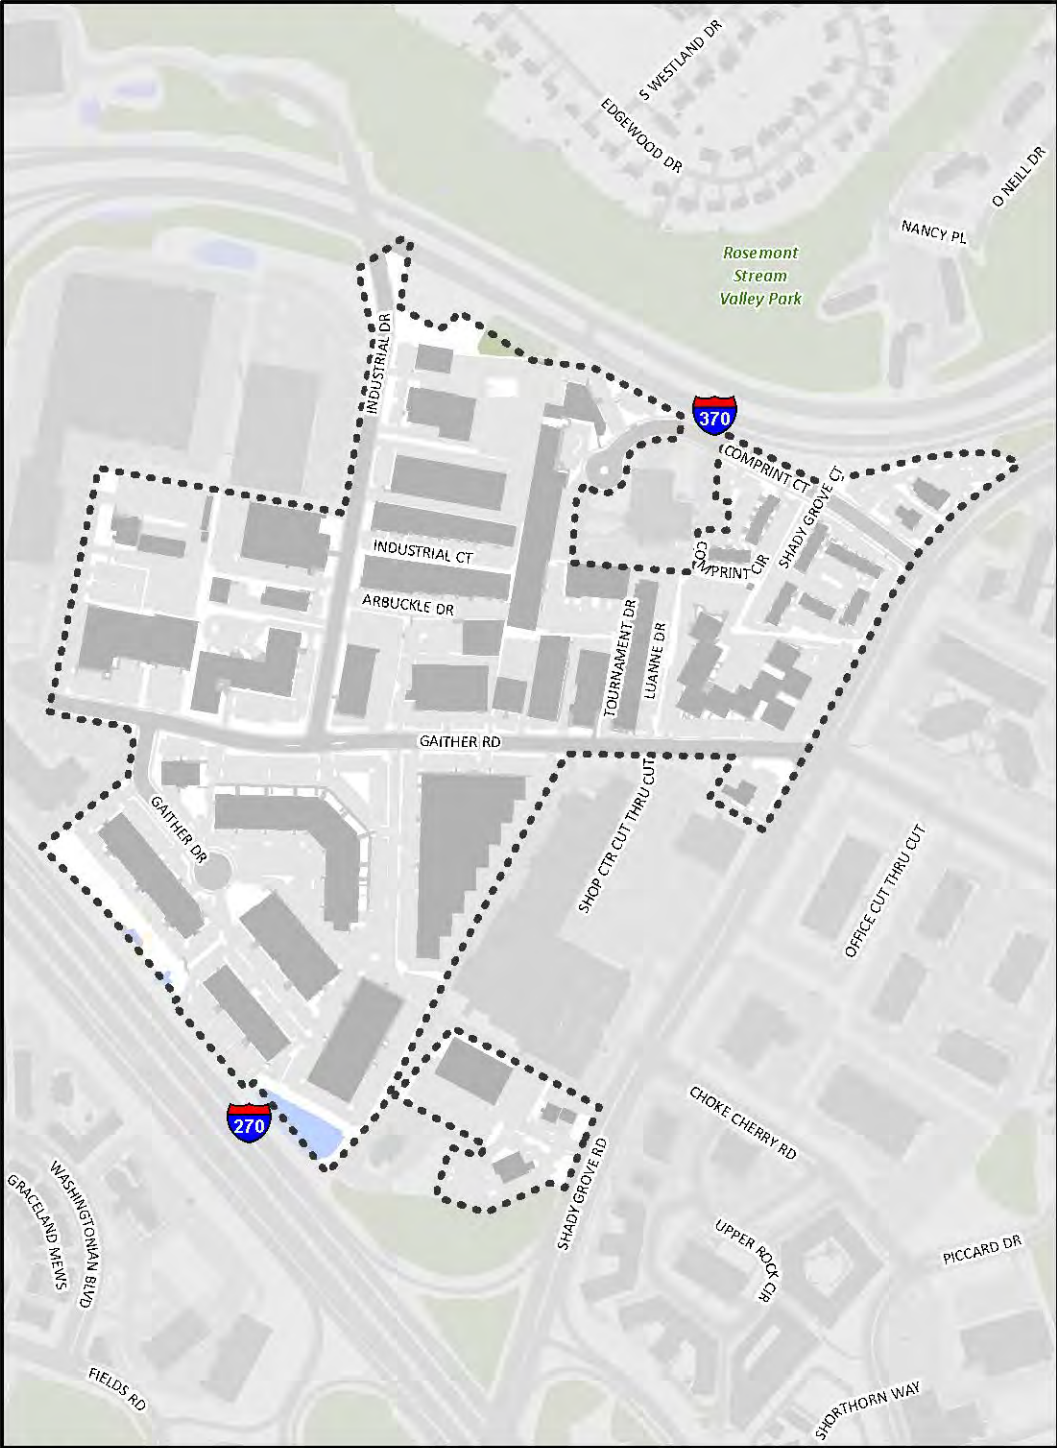 S WESTLAND DR
EDGEWOOD DR
O NEILL DR
NANCY PL
Rosemont
Stream
Valley Park
INDUSTRIAL DR
370
COMPRINT CT
SHADY GROVE CT
INDUSTRIAL CT
COMPRINT CIR
ARBUCKLE DR
TOURNAMENT DR
LUANNE DR
GAITHER RD
GAITHER DR
SHOP CTR CUT THRU CUT
OFFICE CUT THRU CUT
270
CHOKE CHERRY RD
SHADY GROVE RD
WASHINGTONIAN BLVD
GRACELAND MEWS
UPPER ROCK CIR
PICCARD DR
FIELDS RD
SHORTHORN WAY